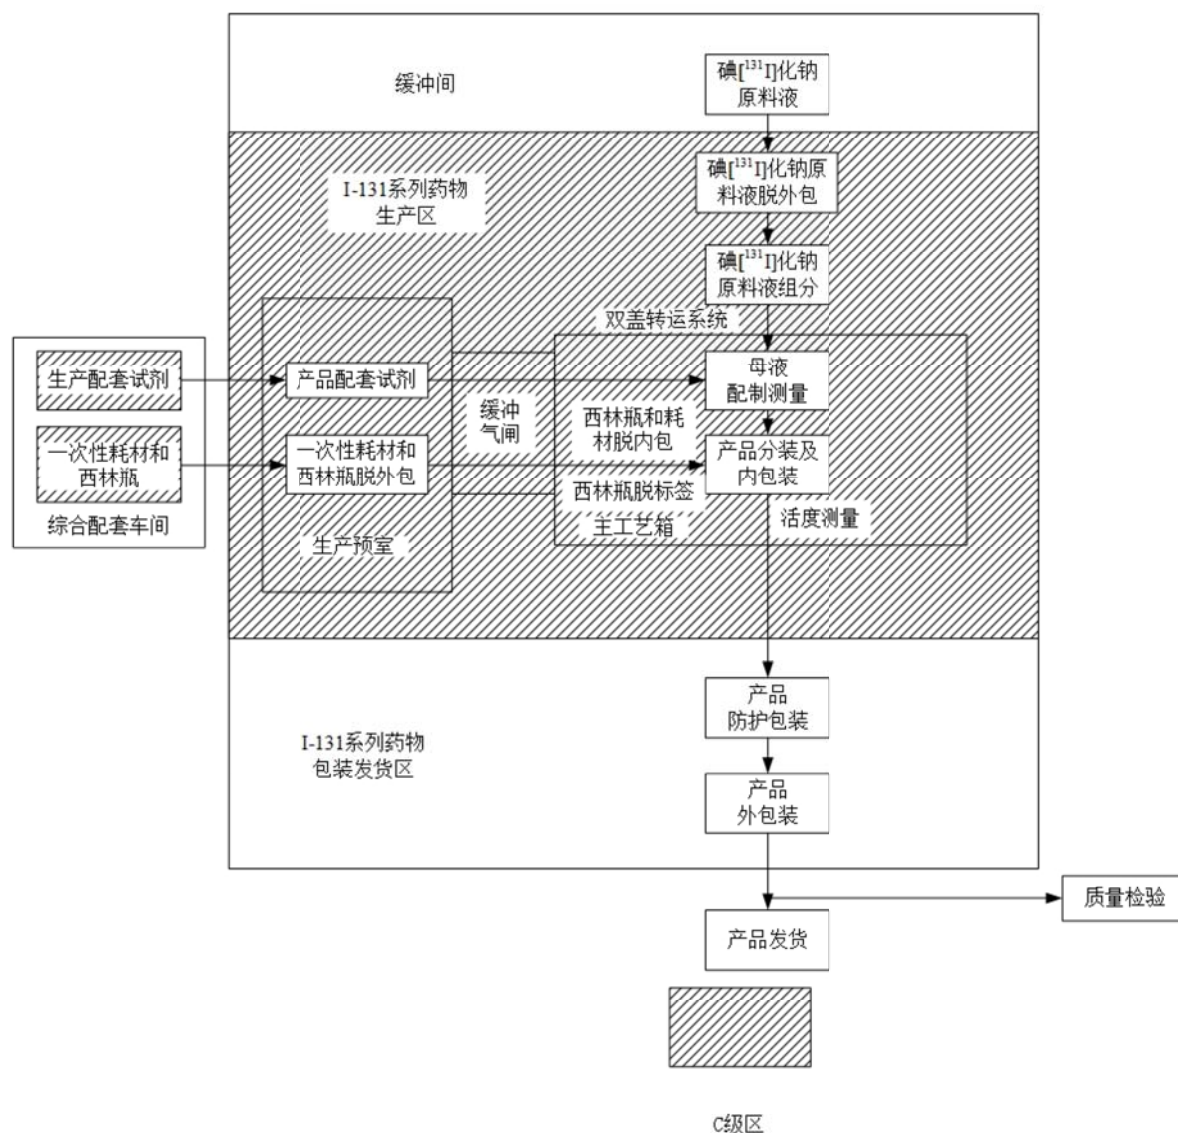 缓冲间
碘[¹³¹I]化钠
原料液
碘[¹³¹I]化钠原
料液脱外包
I-131系列药物
生产区
碘[¹³¹I]化钠
原料液组分
双盖转运系统
生产配套试剂
产品配套试剂
母液
配制测量
缓冲
气闸
西林瓶和耗
材脱内包
一次性耗材和
西林瓶
一次性耗材和
西林瓶脱外包
产品分装及
内包装
西林瓶脱标签
综合配套车间
生产预室
主工艺箱
活度测量
产品
防护包装
I-131系列药物
包装发货区
产品
外包装
质量检验
产品发货
C级区